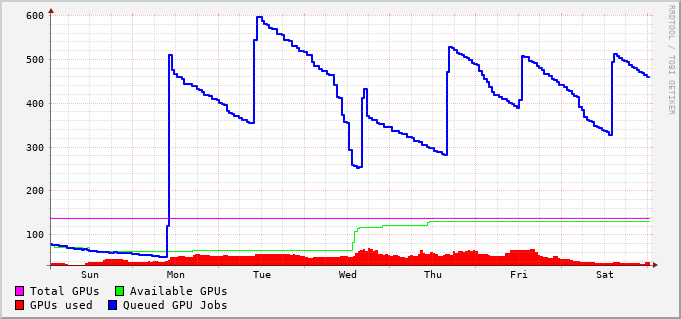 RRDTOOL / TOBI OETIKER
600
500
400
300
200
100
Sun Mon Tue Wed Thu Fri Sat
Total GPUs Available GPUs
GPUs used Queued GPU Jobs